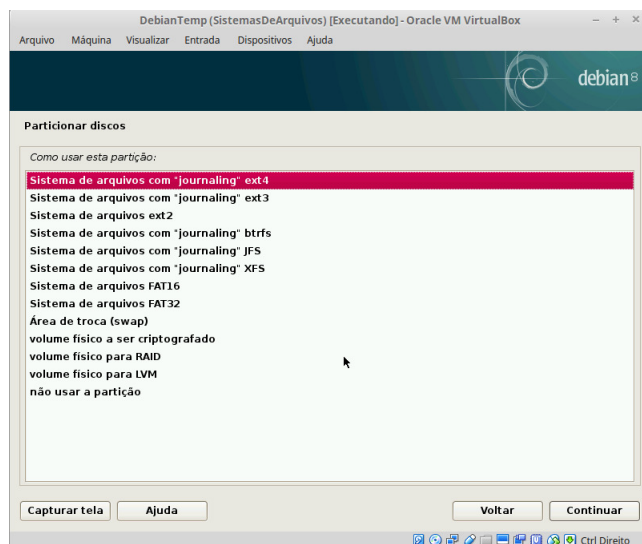 DebianTemp (SistemasDeArquivos) [Executando] - Oracle VM VirtualBox
Arquivo Máquina Visualizar Entrada Dispositivos Ajuda
debian 8
Particionar discos
Como usar esta partição:
Sistema de arquivos com "journaling" ext4
Sistema de arquivos com "journaling" ext3
Sistema de arquivos ext2
Sistema de arquivos com "journaling" btrfs
Sistema de arquivos com "journaling" JFS
Sistema de arquivos com "journaling" XFS
Sistema de arquivos FAT16
Sistema de arquivos FAT32
Área de troca (swap)
volume físico a ser criptografado
volume físico para RAID
volume físico para LVM
não usar a partição
Capturar tela Ajuda Voltar Continuar
Ctrl Direito